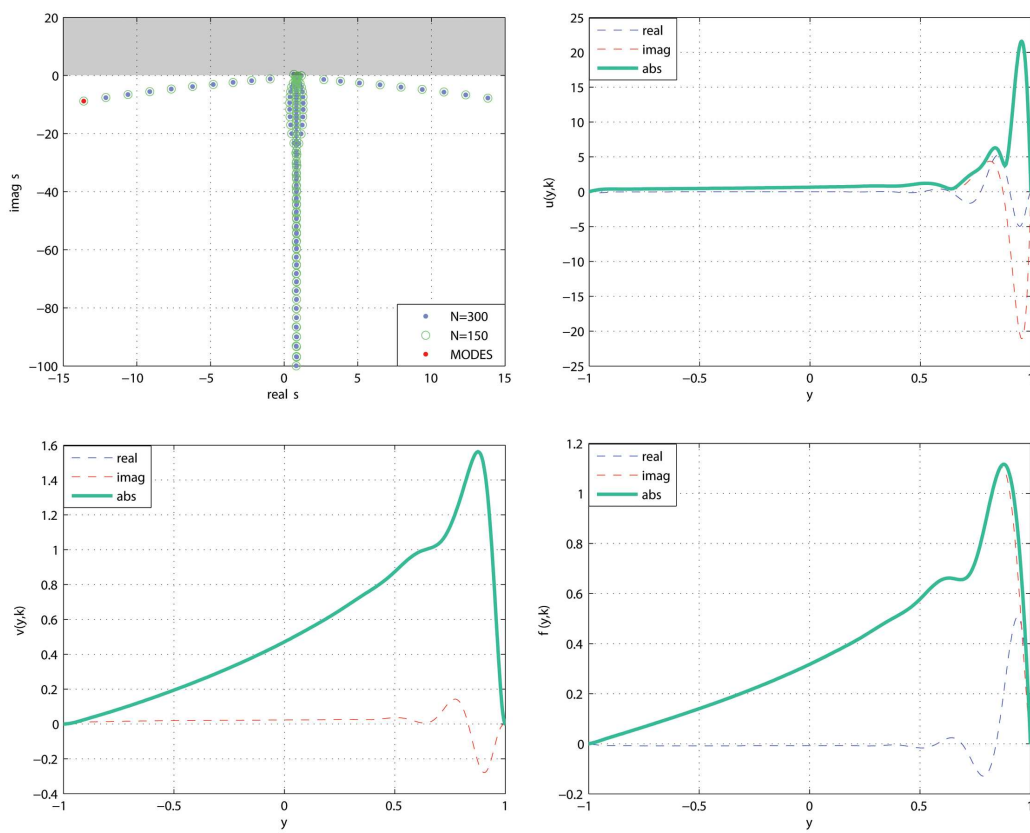 20
0
−20
−40
−60
−80
−100
imag s
N=300
N=150
MODES
−15
−10
−5
0
5
10
15
real s
25
20
15
10
5
0
−5
−10
−15
−20
−25
u(y,k)
real
imag
abs
−1
−0.5
0
0.5
1
y
1.6
1.4
1.2
1
0.8
0.6
0.4
0.2
0
−0.2
−0.4
v(y,k)
real
imag
abs
−1
−0.5
0
0.5
1
y
1.2
1
0.8
0.6
0.4
0.2
0
−0.2
f (y,k)
real
imag
abs
−1
−0.5
0
0.5
1
y